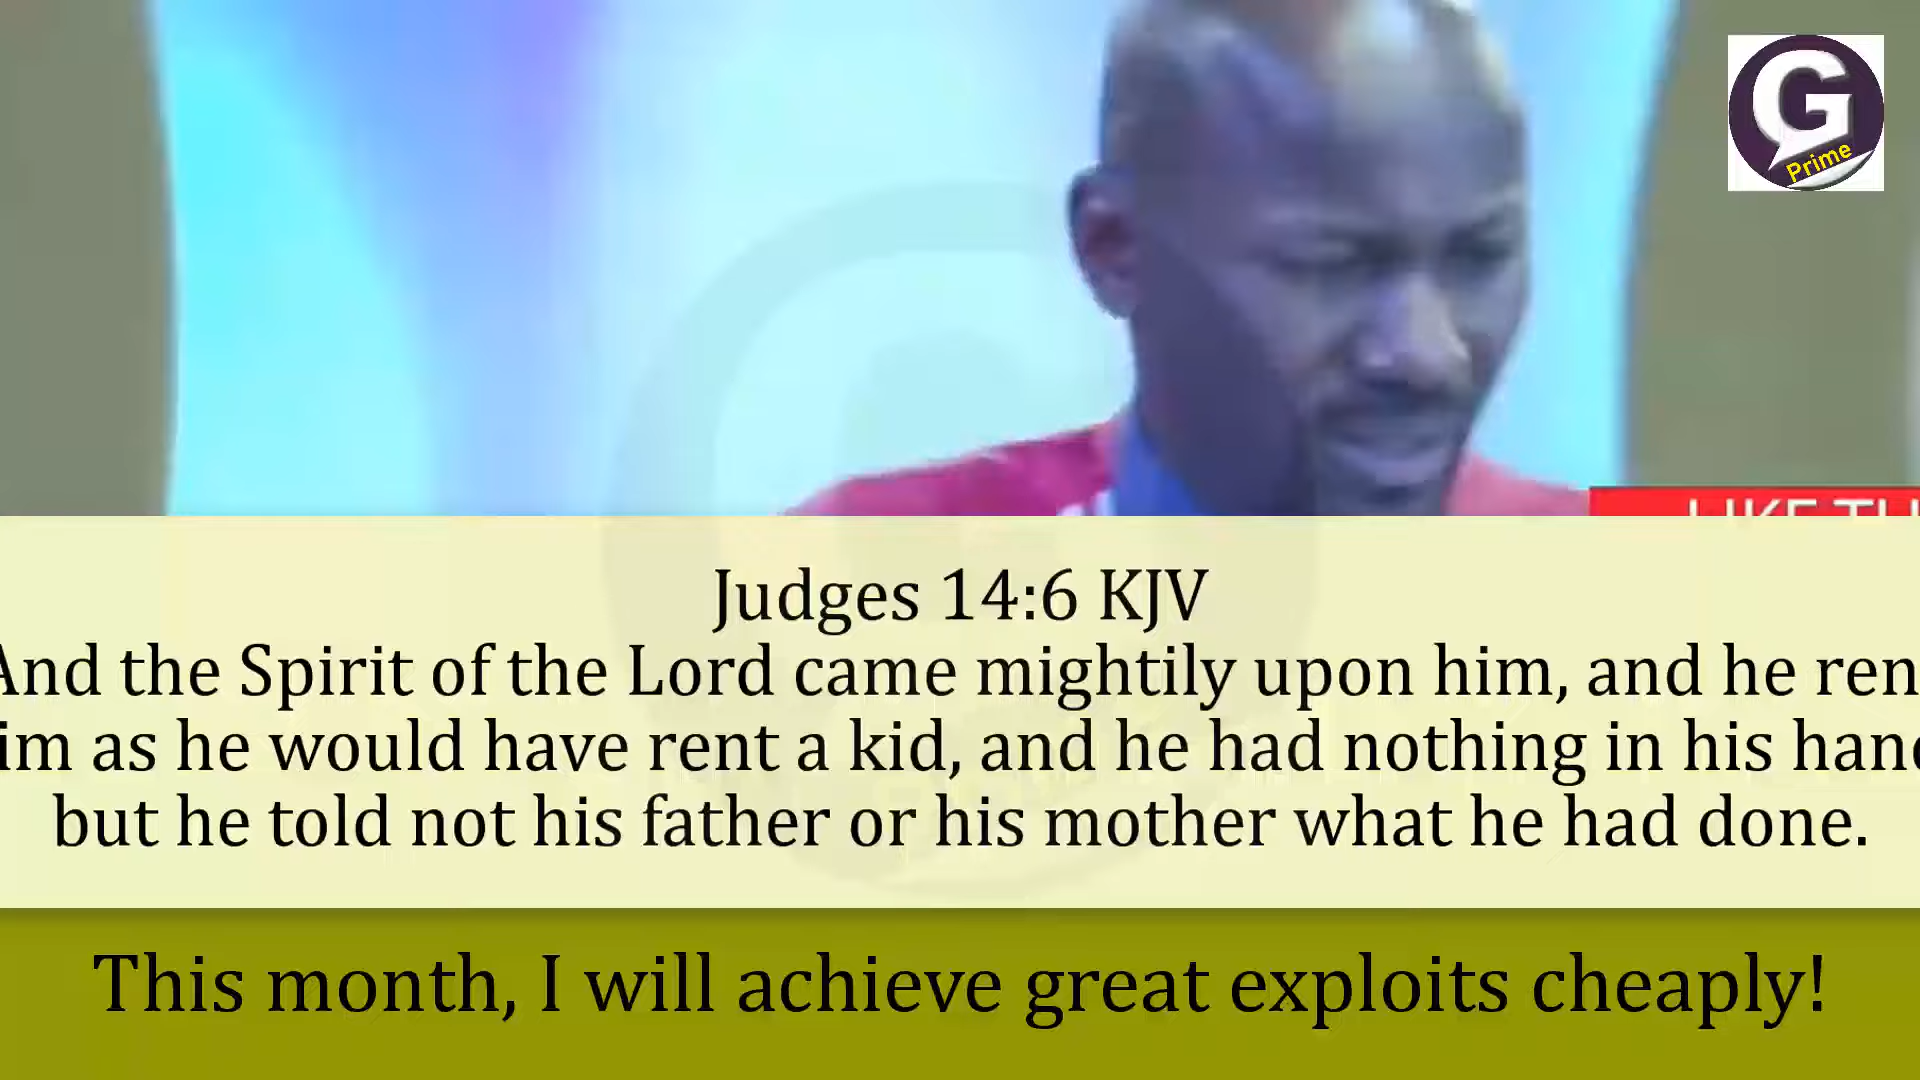 G
Prime
LIKE
Judges 14:6 KJV
And the Spirit of the Lord came mightily upon him, and he ren
im as he would have rent a kid, and he had nothing in his han
but he told not his father or his mother what he had done.
This month, I will achieve great exploits cheaply!